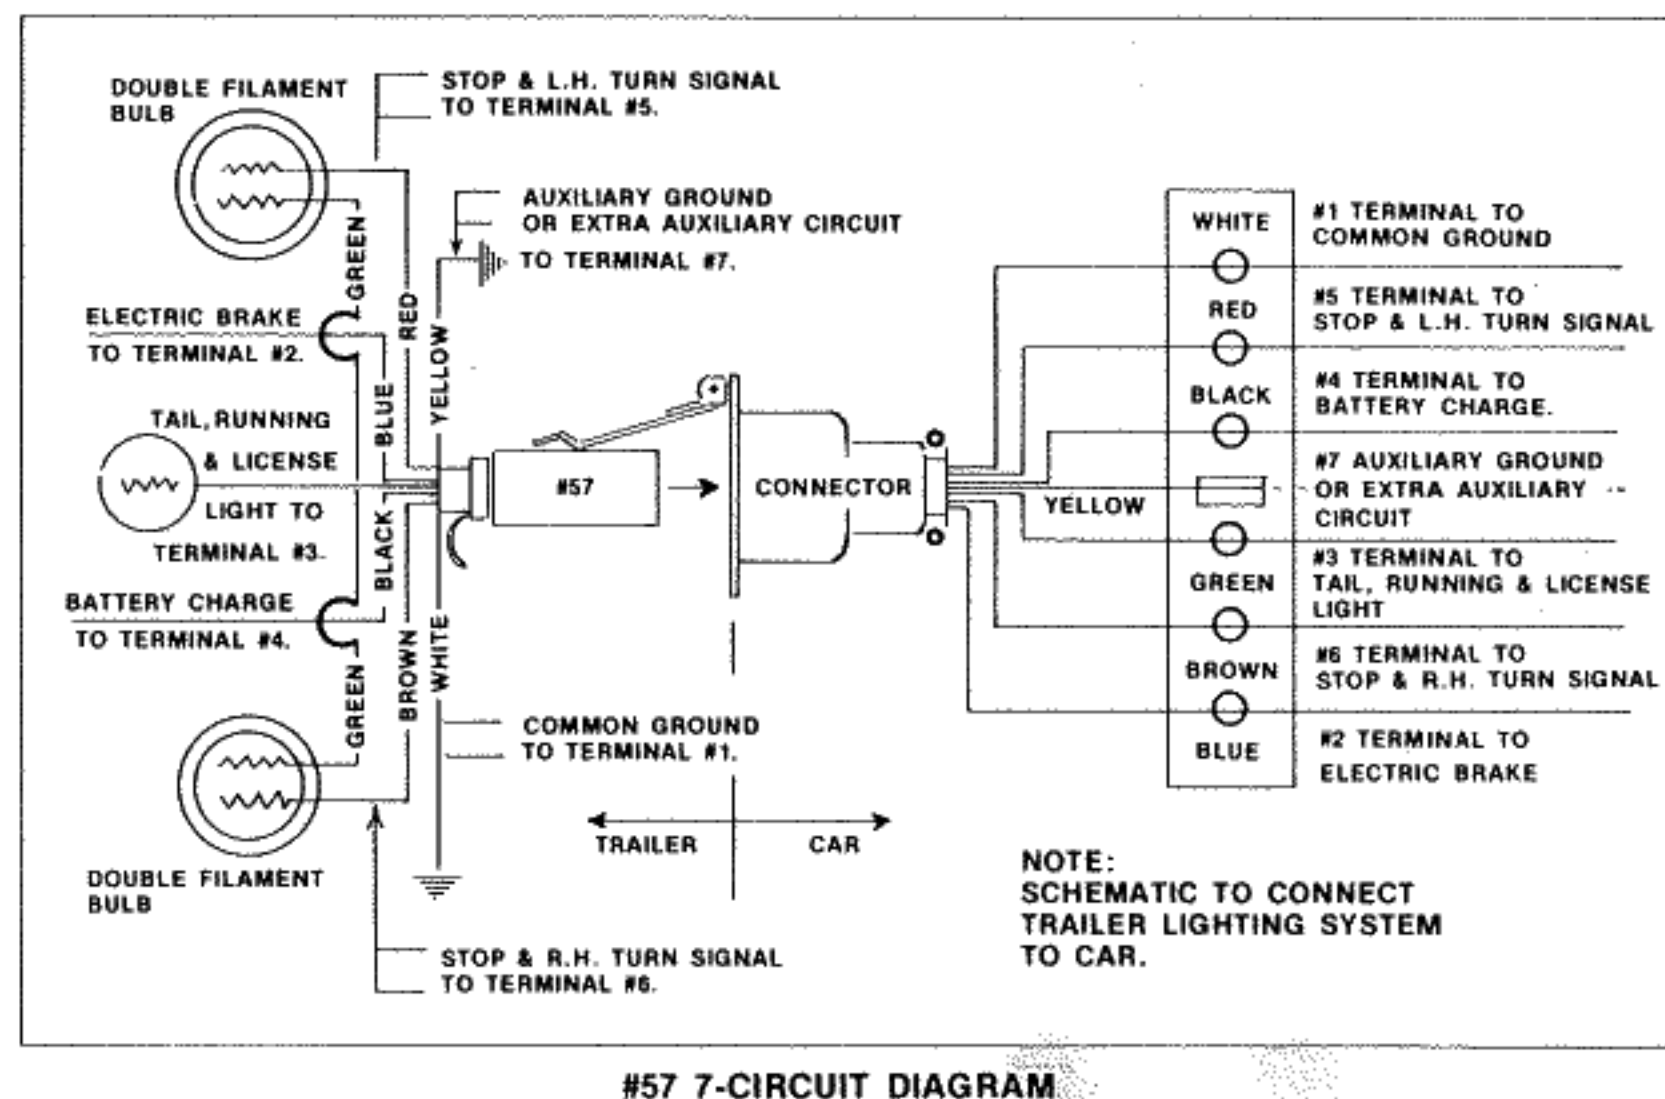 DOUBLE FILAMENT
BULB
STOP & L.H. TURN SIGNAL
TO TERMINAL #5.
AUXILIARY GROUND
OR EXTRA AUXILIARY CIRCUIT
TO TERMINAL #7.
GREEN
RED
YELLOW
ELECTRIC BRAKE
TO TERMINAL #2.
BLUE
TAIL, RUNNING
& LICENSE
LIGHT TO
TERMINAL #3.
BLACK
BATTERY CHARGE
TO TERMINAL #4.
GREEN
BROWN
WHITE
#57
CONNECTOR
YELLOW
COMMON GROUND
TO TERMINAL #1.
TRAILER
CAR
DOUBLE FILAMENT
BULB
STOP & R.H. TURN SIGNAL
TO TERMINAL #6.
WHITE
#1 TERMINAL TO
COMMON GROUND
RED
#5 TERMINAL TO
STOP & L.H. TURN SIGNAL
BLACK
#4 TERMINAL TO
BATTERY CHARGE.
#7 AUXILIARY GROUND
OR EXTRA AUXILIARY
CIRCUIT
GREEN
#3 TERMINAL TO
TAIL, RUNNING & LICENSE
LIGHT
BROWN
#6 TERMINAL TO
STOP & R.H. TURN SIGNAL
BLUE
#2 TERMINAL TO
ELECTRIC BRAKE
NOTE:
SCHEMATIC TO CONNECT
TRAILER LIGHTING SYSTEM
TO CAR.
#57 7-CIRCUIT DIAGRAM